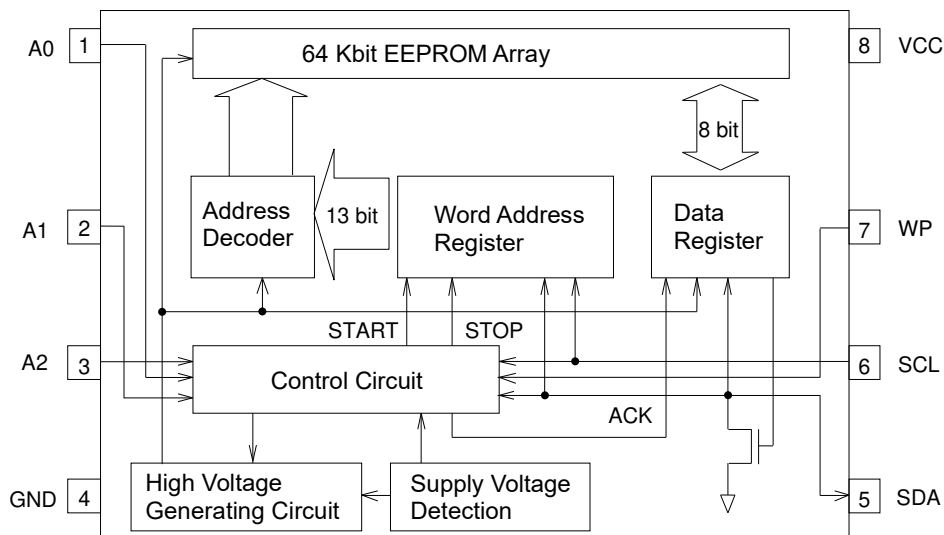 A0 1
64 Kbit EEPROM Array
8 VCC
8 bit
A1 2
Address
Decoder
13 bit
Word Address
Register
Data
Register
7 WP
START
STOP
A2 3
Control Circuit
6 SCL
ACK
GND 4
High Voltage
Generating Circuit
Supply Voltage
Detection
5 SDA